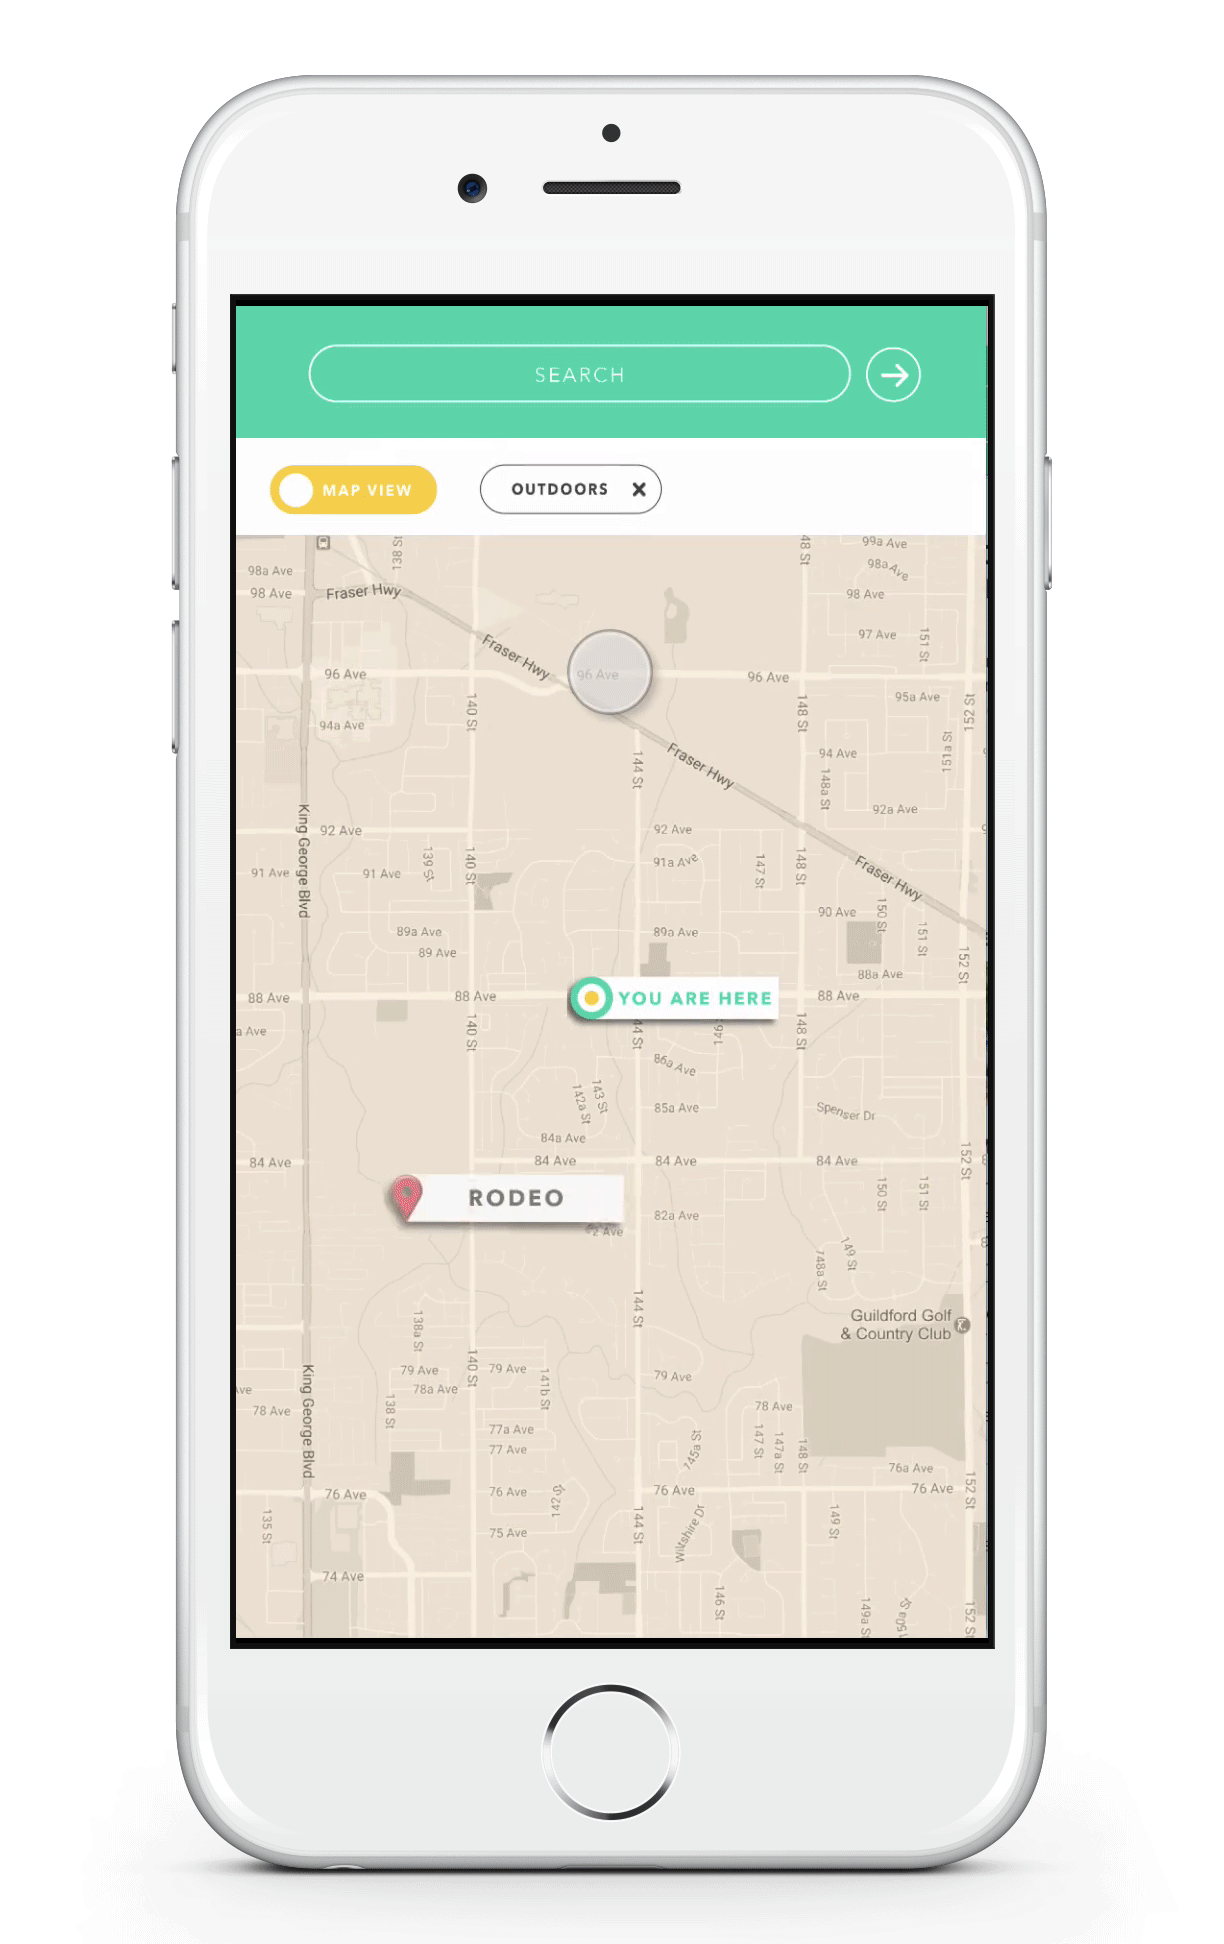 SEARCH
MAP VIEW
OUTDOORS
98a Ave
98 Ave
Fraser Hwy
138 St
148 St
99a Ave
98a Ave
98 Ave
97 Ave
151 St
Fraser Hwy
96 Ave
96 Ave
96 Ave
95a Ave
152 St
94a Ave
140 St
148 St
144 St
Fraser Hwy
94 Ave
148a St
151a St
92a Ave
King George Blvd
92 Ave
92 Ave
91 Ave
91 Ave
139 St
140 St
91a Ave
147 St
148 St
Fraser Hwy
90 Ave
150 St
151 St
89a Ave
89 Ave
89a Ave
88a Ave
152 St
88 Ave
88 Ave
YOU ARE HERE
88 Ave
a Ave
140 St
44 St
148 St
86a Ave
142a St
143 St
85a Ave
Spenser Dr
84a Ave
84 Ave
84 Ave
84 Ave
84 Ave
152 St
RODEO
150 St
151 St
82a Ave
149 St
144 St
Guildford Golf
& Country Club
138a St
140 St
79 Ave
79 Ave
79 Ave
78a Ave
141b St
ve
78 Ave
138 St
King George Blvd
78 Ave
77a Ave
77 Ave
145a St
147 St
147a St
148 St
76a Ave
76 Ave
76 Ave
76 Ave
76 Ave
152 St
135 St
142 St
75 Ave
144 St
Wiltshire Dr
149 St
74 Ave
146 St
149a St
150a St
152 St